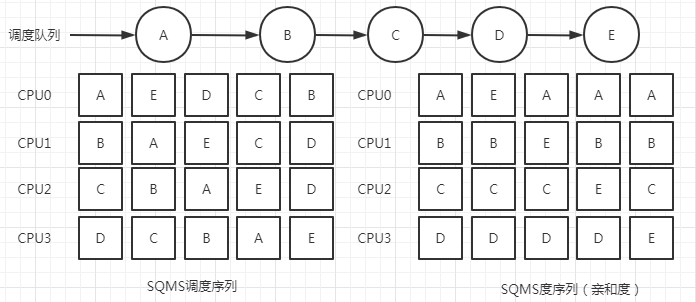 调度队列 A B C D E
CPU0 A E D C B CPU0 A E A A A
CPU1 B A E C D CPU1 B B E B B
CPU2 C B A E D CPU2 C C C E C
CPU3 D C B A E CPU3 D D D D E
SQMS调度序列
SQMS度序列（亲和度）